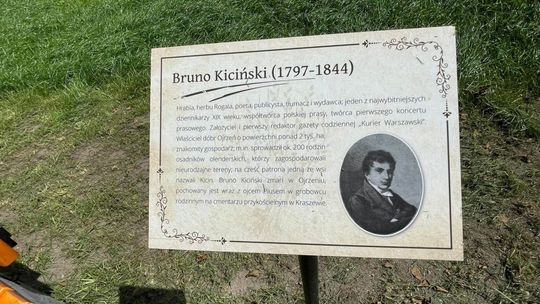 Bruno Kiciński (1797-1844)
Hrabia, herbu Rogala, poeta, publicysta, tłumacz i wydawca; jeden z najwybitniejszych
dziennikarzy XIX wieku, współtwórca polskiej prasy, twórca pierwszego koncernu
prasowego. Założyciel i pierwszy redaktor gazety codziennej „Kurier Warszawski".
Właściciel dóbr Ojrzeń o powierzchni ponad 2 tyś. ha,
znakomity gospodarz; m.in. sprowadził ok. 200 rodzin
osadników olenderskich, którzy zagospodarowali
nieurodzajne tereny; na cześć patrona jedną ze wsi
nazwali Kicin. Bruno Kiciński zmarł w Ojrzeniu,
pochowany jest wraz z ojcem Piusem w grobowcu
rodzinnym na cmentarzu przykościelnym w Kraszewie.